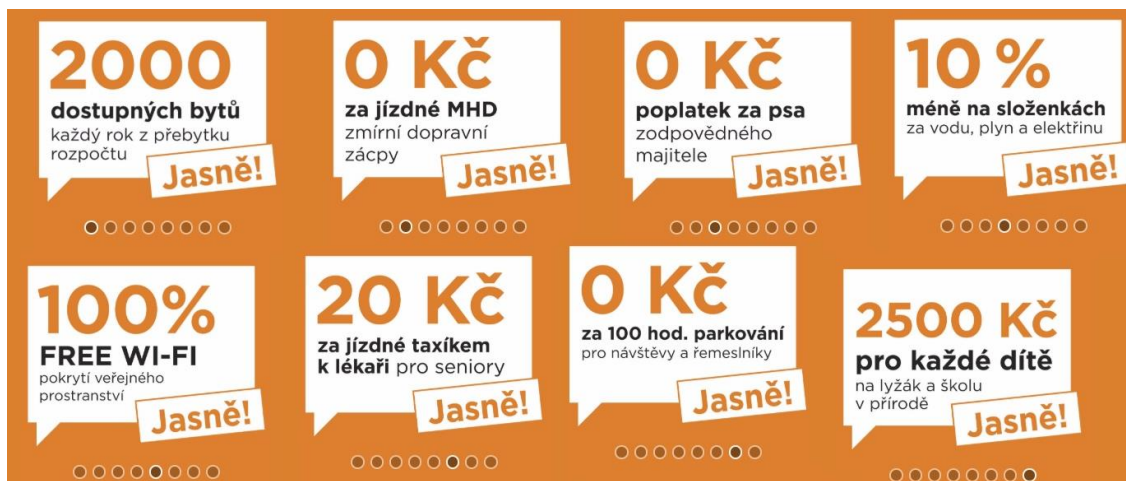 2000
dostupných bytů
každý rok z přebytku
rozpočtu
Jasně!
0 Kč
za jízdné MHD
zmírní dopravní
zácpy
Jasně!
0 Kč
poplatek za psa
zodpovědného
majitele
Jasně!
10 %
méně na složenkách
za vodu, plyn a elektřinu
Jasně!
100%
FREE WI-FI
pokrytí veřejného
prostranství
Jasně!
20 Kč
za jízdné taxíkem
k lékaři pro seniory
Jasně!
0 Kč
za 100 hod. parkování
pro návštěvy a řemeslníky
Jasně!
2500 Kč
pro každé dítě
na lyžák a školu
v přírodě
Jasně!